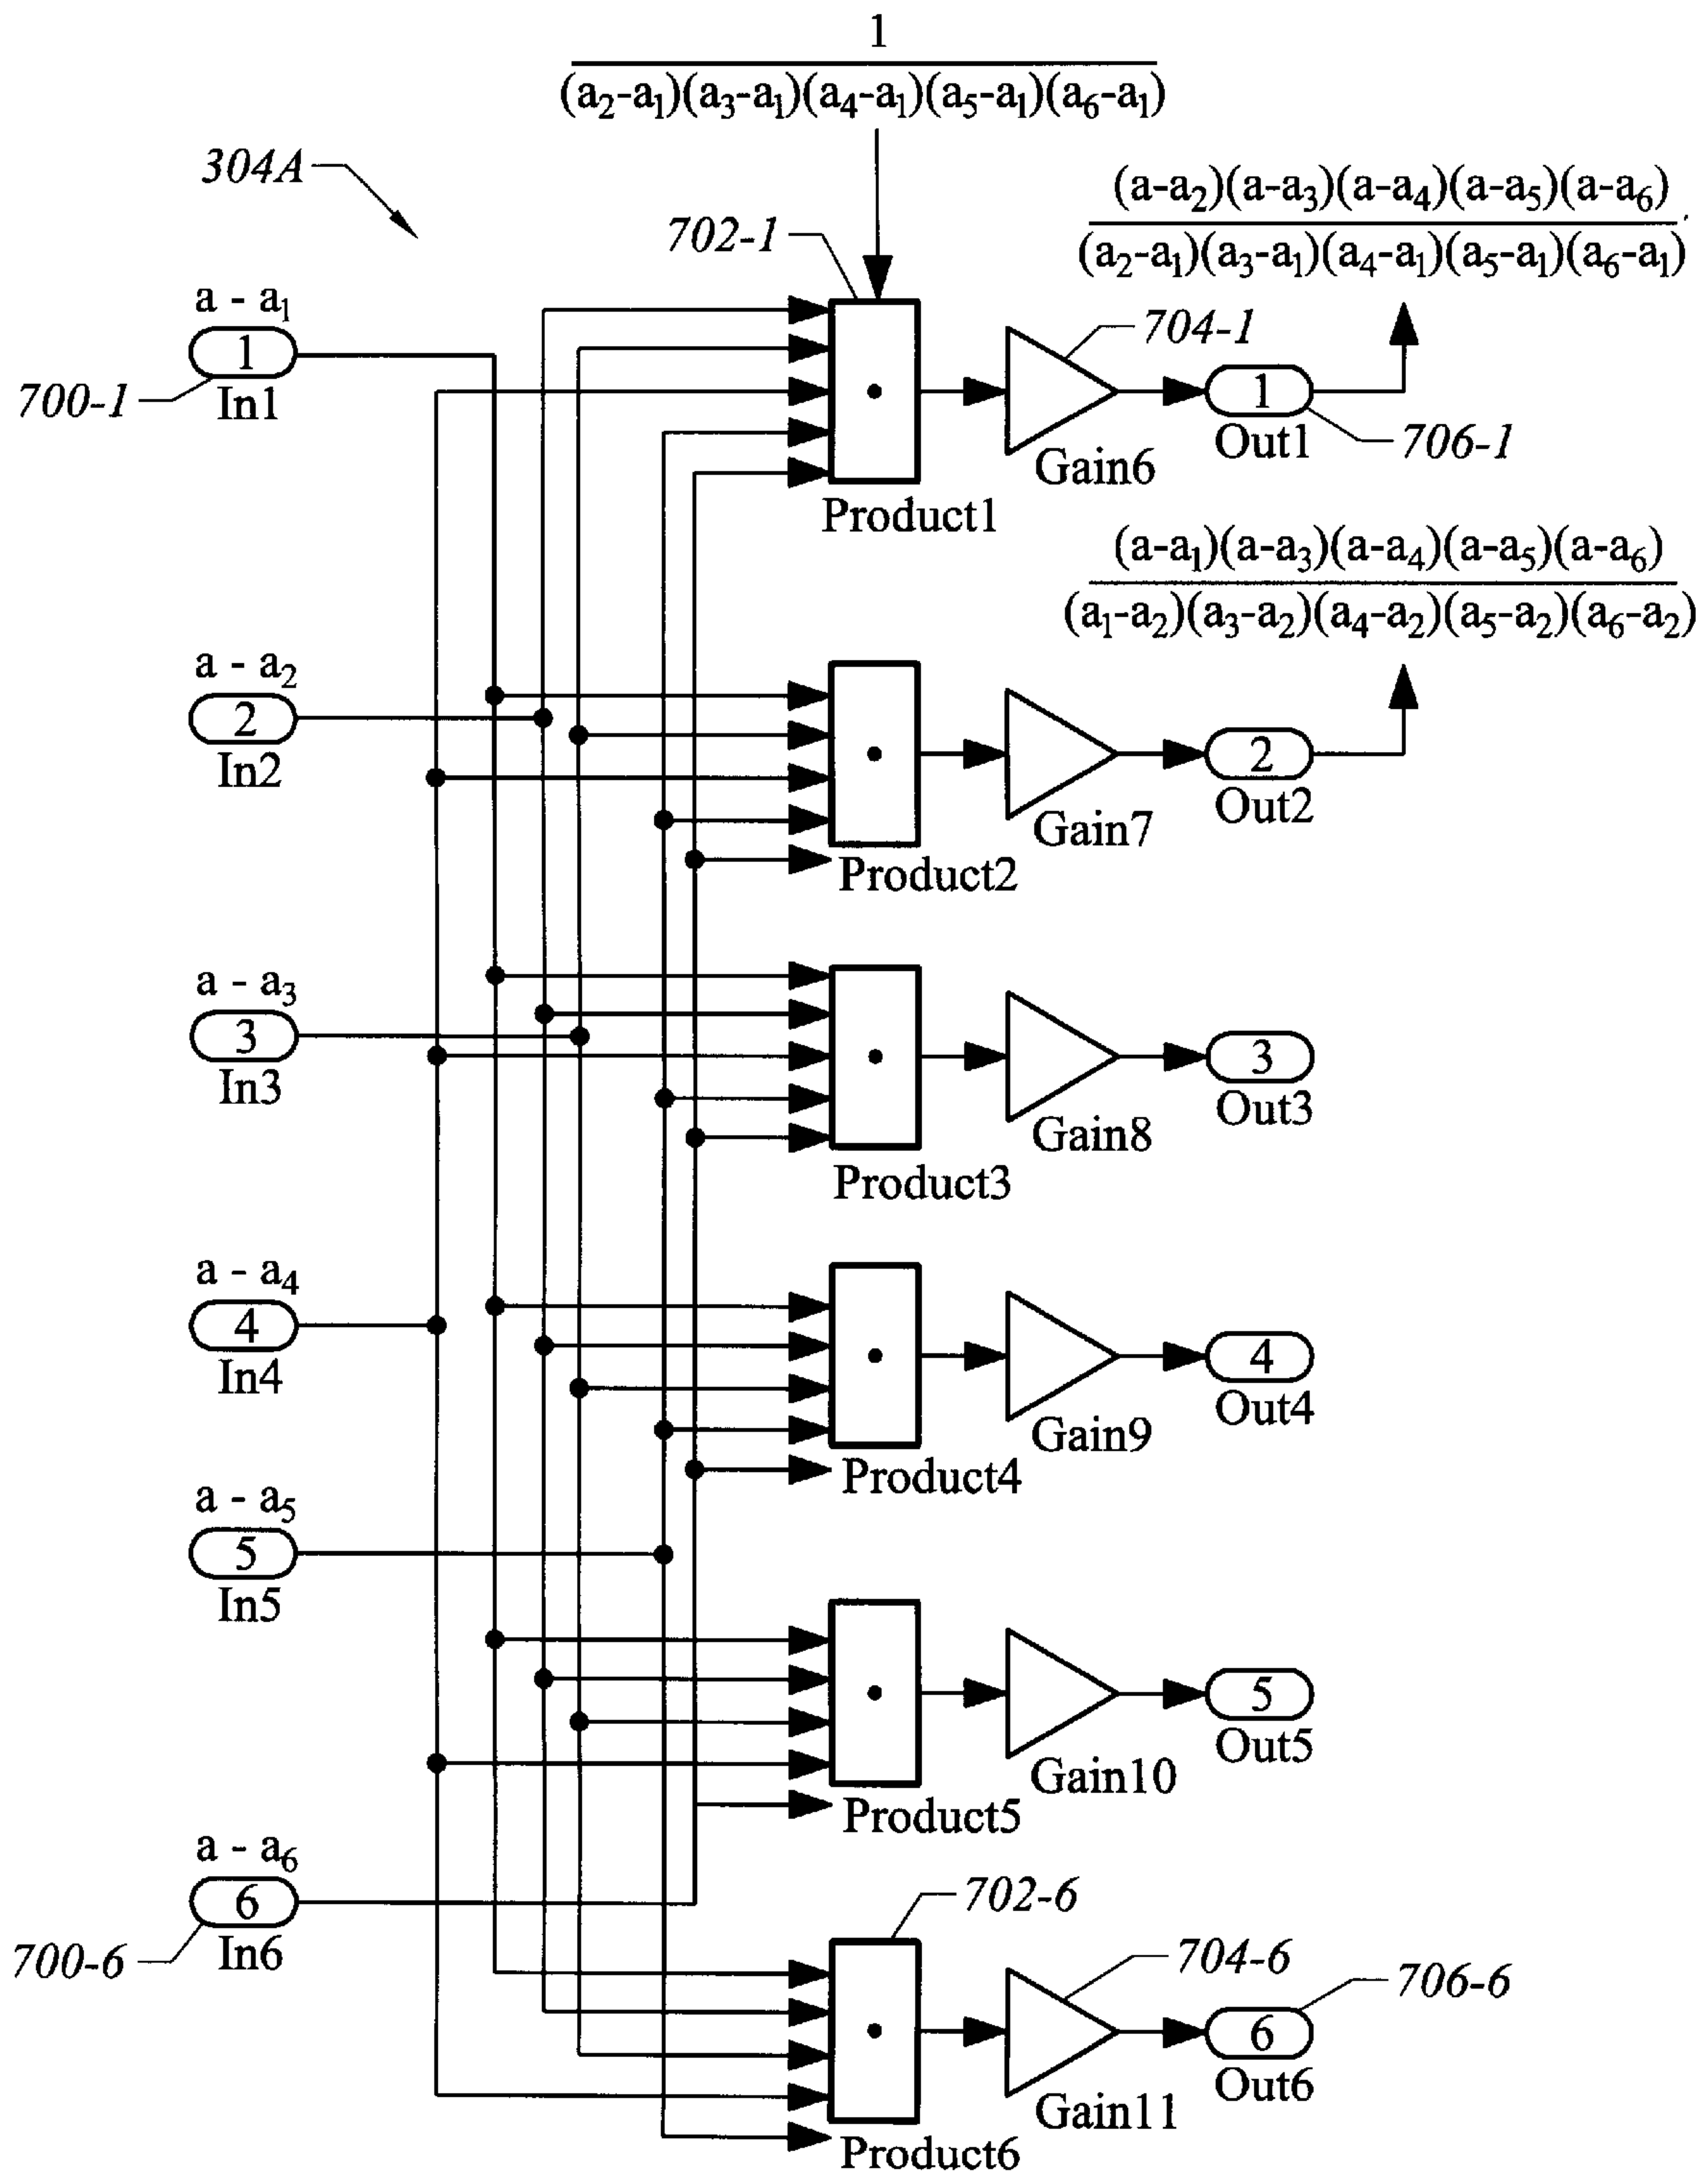 1
(a₂-a₁)(a₃-a₁)(a₄-a₁)(a₅-a₁)(a₆-a₁)
304A
702-1
(a-a₂)(a-a₃)(a-a₄)(a-a₅)(a-a₆)
(a₂-a₁)(a₃-a₁)(a₄-a₁)(a₅-a₁)(a₆-a₁)
a - a₁
1
In1
700-1
Product1
704-1
Gain6
1
Out1
706-1
(a-a₁)(a-a₃)(a-a₄)(a-a₅)(a-a₆)
(a₁-a₂)(a₃-a₂)(a₄-a₂)(a₅-a₂)(a₆-a₂)
a - a₂
2
In2
Product2
Gain7
2
Out2
a - a₃
3
In3
Product3
Gain8
3
Out3
a - a₄
4
In4
Product4
Gain9
4
Out4
a - a₅
5
In5
Product5
Gain10
5
Out5
a - a₆
6
In6
700-6
702-6
Product6
704-6
Gain11
706-6
6
Out6